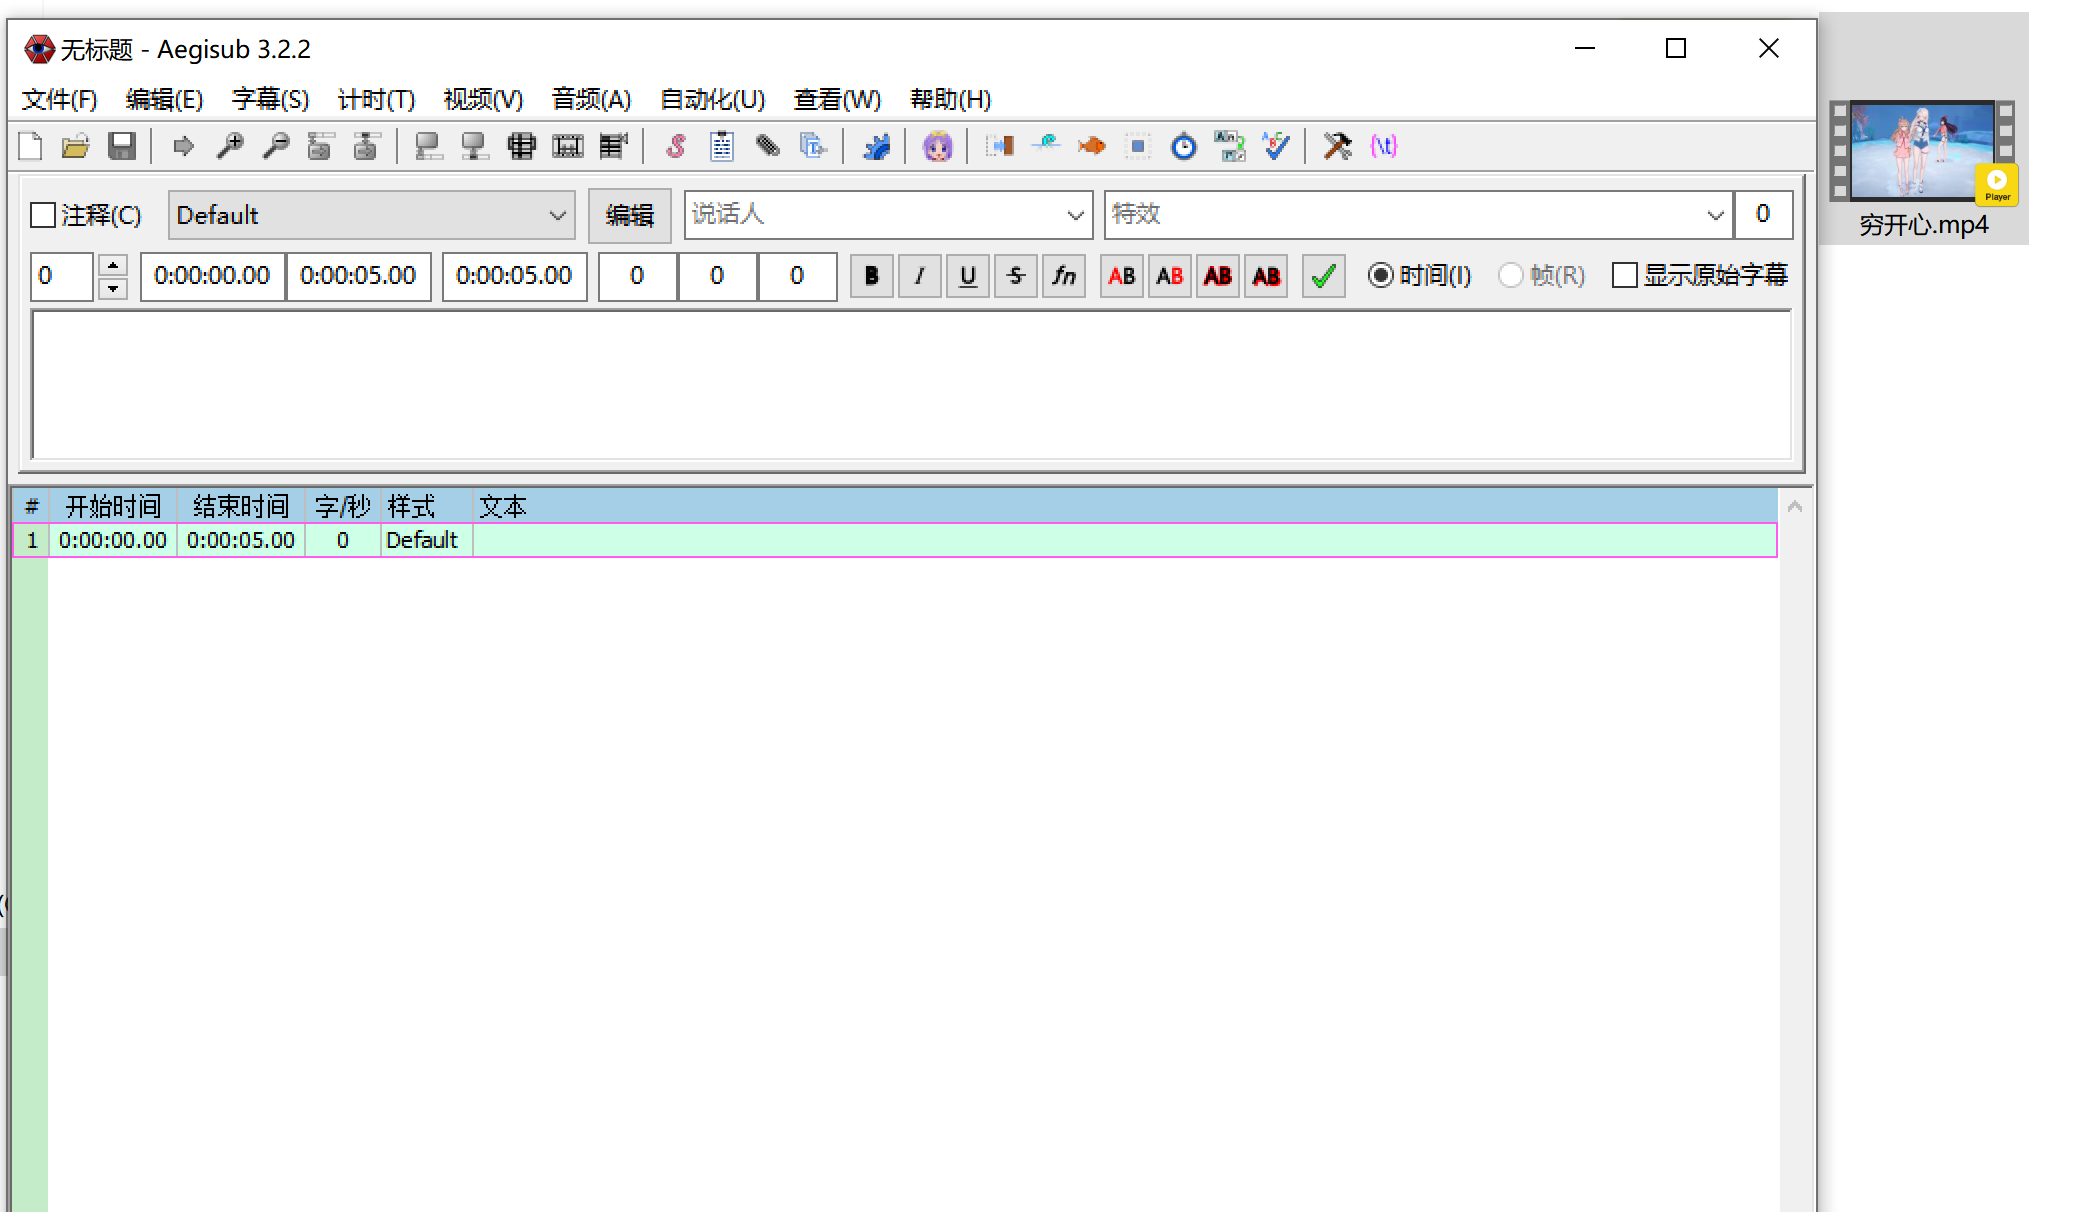 无标题 - Aegisub 3.2.2
文件(F) 编辑(E) 字幕(S) 计时(T) 视频(V) 音频(A) 自动化(U) 查看(W) 帮助(H)
{\t}
注释(C) Default 编辑 说话人 特效 0
0 0:00:00.00 0:00:05.00 0:00:05.00 0 0 0 B I U S fn AB AB AB AB 时间(I) 帧(R) 显示原始字幕
# 开始时间 结束时间 字/秒 样式 文本
1 0:00:00.00 0:00:05.00 0 Default
Player
穷开心.mp4